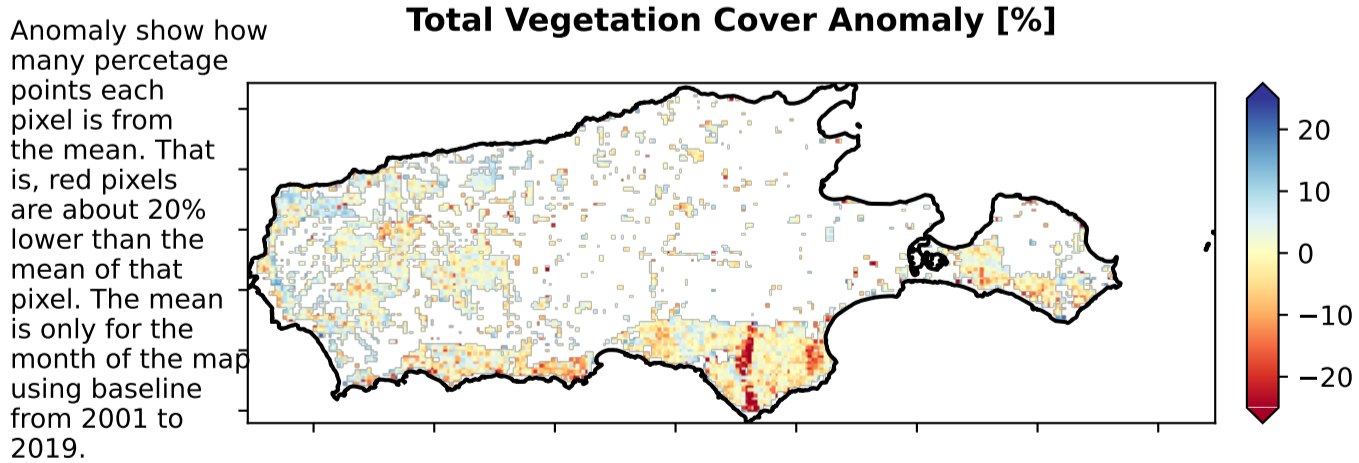 Total Vegetation Cover Anomaly [%]
Anomaly show how
many percetage
points each
pixel is from
the mean. That
is, red pixels
are about 20%
lower than the
mean of that
pixel. The mean
is only for the
month of the map
using baseline
from 2001 to
2019.
20
10
0
−10
−20